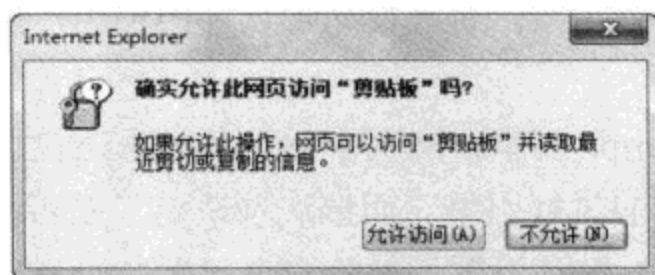 Internet Explorer
确实允许此网页访问“剪贴板”吗?
如果允许此操作，网页可以访问“剪贴板”并读取最
近剪切或复制的信息。
允许访问(A) 不允许(N)